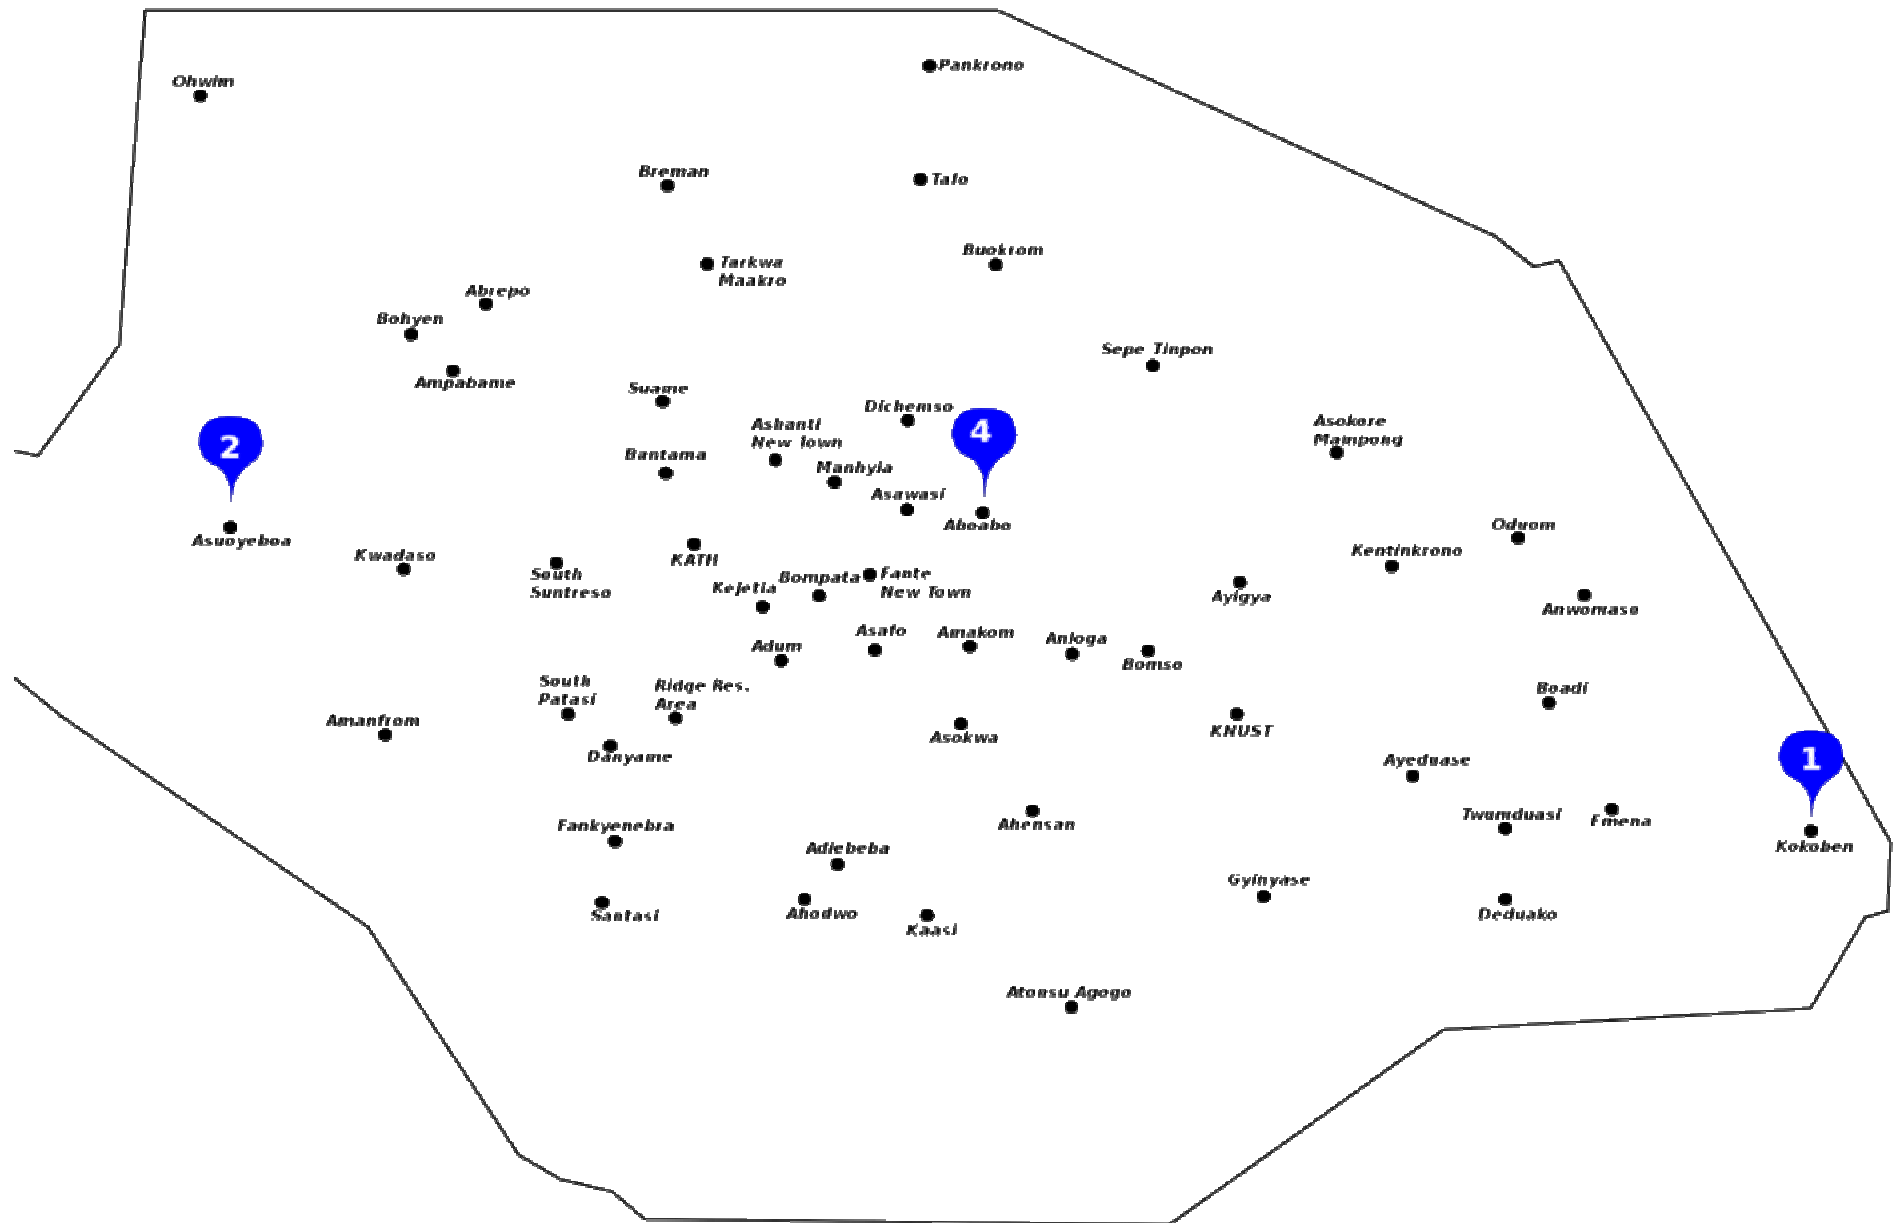 Pankrono
Ohwim
Breman
Tafo
Buokrom
Tarkwa
Maakro
Abrepo
Bohyen
Sepe Tinpon
Ampabame
Suame
Dichemso
Ashanti
New Town
Asokore
Mampong
4
2
Bantama
Manhyia
Asawasi
Aboabo
Oduom
Asuoyeboa
Kwadaso
KATH
Kentinkrono
South
Suntreso
Kejetia
Bompata
Fante
New Town
Ayigya
Anwomaso
Asafo
Amakom
Anloga
Adum
Bomso
South
Patasi
Ridge Res.
Area
Boadi
Amanfrom
Asokwa
KNUST
Danyame
Ayeduase
1
Twumduasi
Emena
Fankyenebra
Ahensan
Adiebeba
Kokoben
Gyinyase
Santasi
Ahodwo
Kaasi
Deduako
Atonsu Agogo